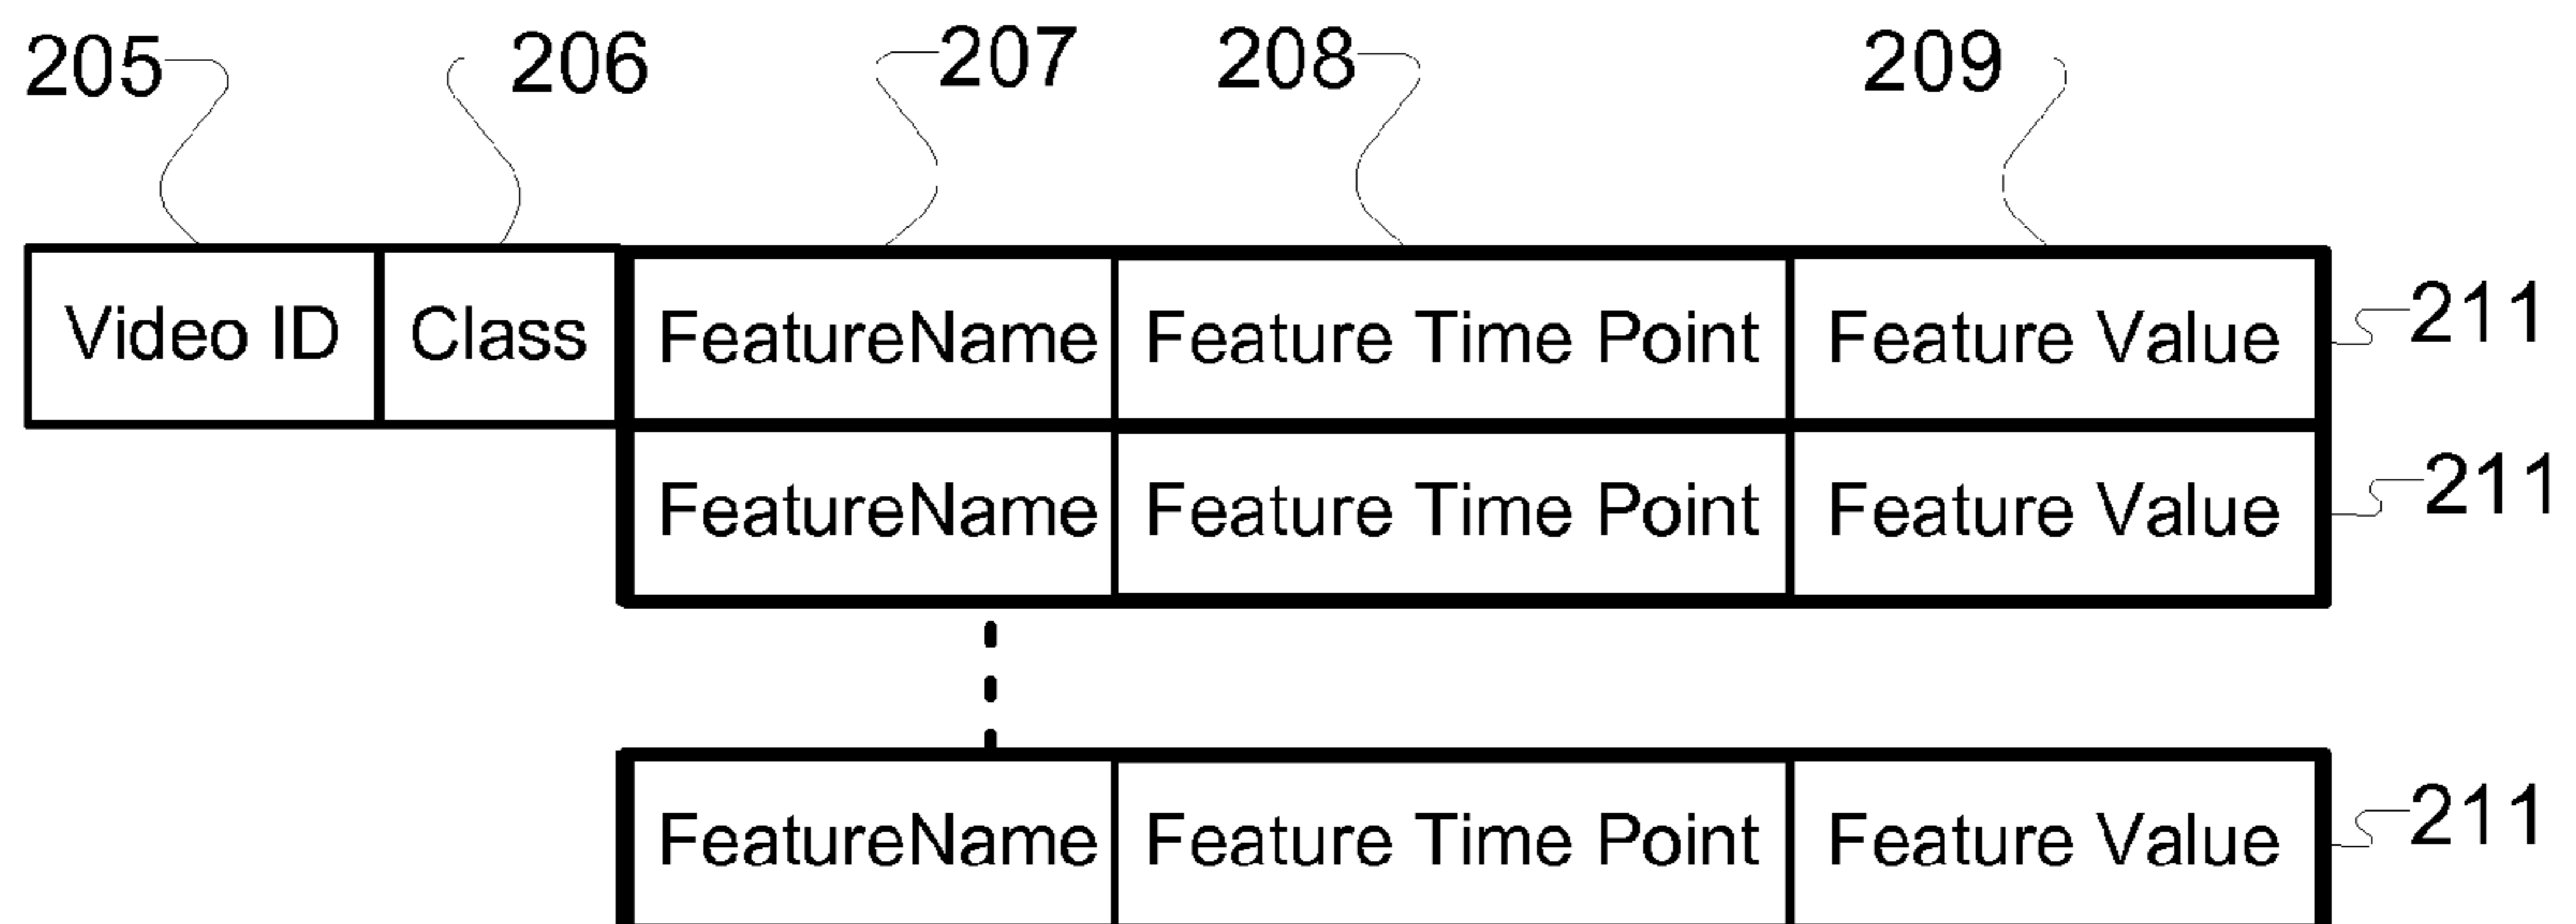 205 206 207 208 209
Video ID Class FeatureName Feature Time Point Feature Value 211
FeatureName Feature Time Point Feature Value 211
FeatureName Feature Time Point Feature Value 211